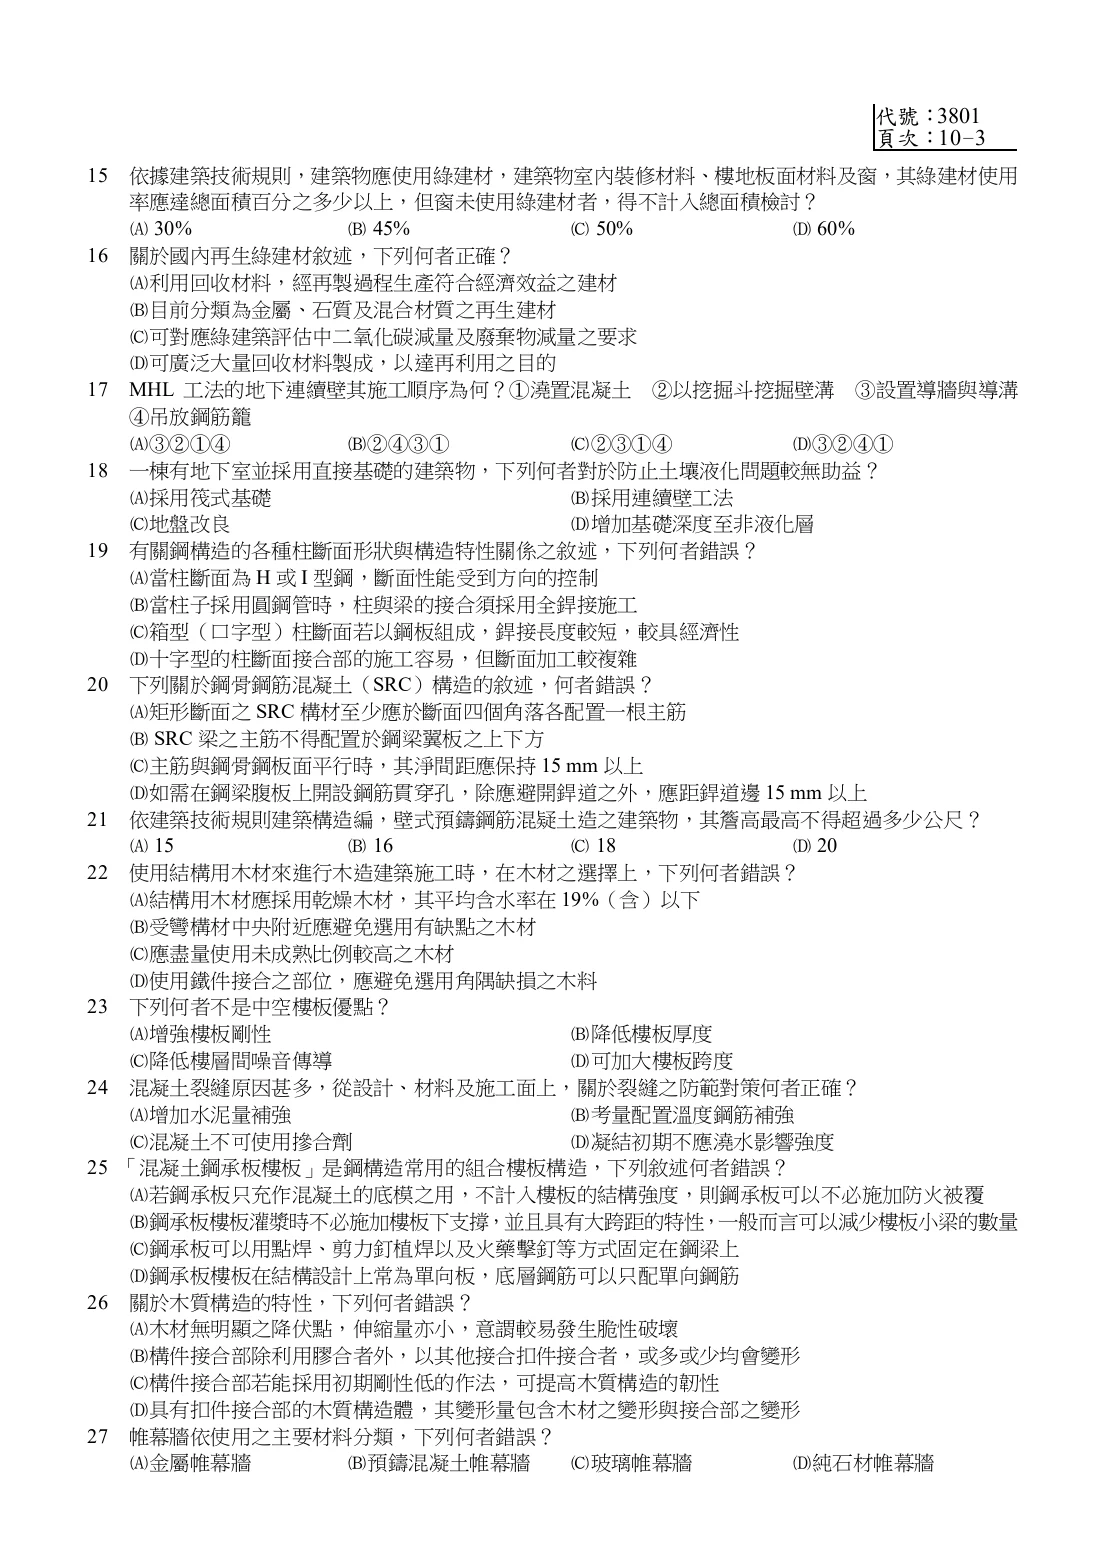 代號：3801
頁次：10－3
15 依據建築技術規則，建築物應使用綠建材，建築物室內裝修材料、樓地板面材料及窗，其綠建材使用
率應達總面積百分之多少以上，但窗未使用綠建材者，得不計入總面積檢討？
(A) 30% (B) 45% (C) 50% (D) 60%
16 關於國內再生綠建材敘述，下列何者正確？
(A)利用回收材料，經再製過程生產符合經濟效益之建材
(B)目前分類為金屬、石質及混合材質之再生建材
(C)可對應綠建築評估中二氧化碳減量及廢棄物減量之要求
(D)可廣泛大量回收材料製成，以達再利用之目的
17 MHL 工法的地下連續壁其施工順序為何？①澆置混凝土 ②以挖掘斗挖掘壁溝 ③設置導牆與導溝
④吊放鋼筋籠
(A)③②①④ (B)②④③① (C)②③①④ (D)③②④①
18 一棟有地下室並採用直接基礎的建築物，下列何者對於防止土壤液化問題較無助益？
(A)採用筏式基礎 (B)採用連續壁工法
(C)地盤改良 (D)增加基礎深度至非液化層
19 有關鋼構造的各種柱斷面形狀與構造特性關係之敘述，下列何者錯誤？
(A)當柱斷面為 H 或 I 型鋼，斷面性能受到方向的控制
(B)當柱子採用圓鋼管時，柱與梁的接合須採用全銲接施工
(C)箱型（口字型）柱斷面若以鋼板組成，銲接長度較短，較具經濟性
(D)十字型的柱斷面接合部的施工容易，但斷面加工較複雜
20 下列關於鋼骨鋼筋混凝土（SRC）構造的敘述，何者錯誤？
(A)矩形斷面之 SRC 構材至少應於斷面四個角落各配置一根主筋
(B) SRC 梁之主筋不得配置於鋼梁翼板之上下方
(C)主筋與鋼骨鋼板面平行時，其淨間距應保持 15 mm 以上
(D)如需在鋼梁腹板上開設鋼筋貫穿孔，除應避開銲道之外，應距銲道邊 15 mm 以上
21 依建築技術規則建築構造編，壁式預鑄鋼筋混疑土造之建築物，其簷高最高不得超過多少公尺？
(A) 15 (B) 16 (C) 18 (D) 20
22 使用結構用木材來進行木造建築施工時，在木材之選擇上，下列何者錯誤？
(A)結構用木材應採用乾燥木材，其平均含水率在 19%（含）以下
(B)受彎構材中央附近應避免選用有缺點之木材
(C)應盡量使用未成熟比例較高之木材
(D)使用鐵件接合之部位，應避免選用角隅缺損之木料
23 下列何者不是中空樓板優點？
(A)增強樓板剛性 (B)降低樓板厚度
(C)降低樓層間噪音傳導 (D)可加大樓板跨度
24 混凝土裂縫原因甚多，從設計、材料及施工面上，關於裂縫之防範對策何者正確？
(A)增加水泥量補強 (B)考量配置溫度鋼筋補強
(C)混凝土不可使用摻合劑 (D)凝結初期不應澆水影響強度
25 「混凝土鋼承板樓板」是鋼構造常用的組合樓板構造，下列敘述何者錯誤？
(A)若鋼承板只充作混凝土的底模之用，不計入樓板的結構強度，則鋼承板可以不必施加防火被覆
(B)鋼承板樓板灌漿時不必施加樓板下支撐，並且具有大跨距的特性，一般而言可以減少樓板小梁的數量
(C)鋼承板可以用點焊、剪力釘植焊以及火藥擊釘等方式固定在鋼梁上
(D)鋼承板樓板在結構設計上常為單向板，底層鋼筋可以只配單向鋼筋
26 關於木質構造的特性，下列何者錯誤？
(A)木材無明顯之降伏點，伸縮量亦小，意謂較易發生脆性破壞
(B)構件接合部除利用膠合者外，以其他接合扣件接合者，或多或少均會變形
(C)構件接合部若能採用初期剛性低的作法，可提高木質構造的韌性
(D)具有扣件接合部的木質構造體，其變形量包含木材之變形與接合部之變形
27 帷幕牆依使用之主要材料分類，下列何者錯誤？
(A)金屬帷幕牆 (B)預鑄混凝土帷幕牆 (C)玻璃帷幕牆 (D)純石材帷幕牆